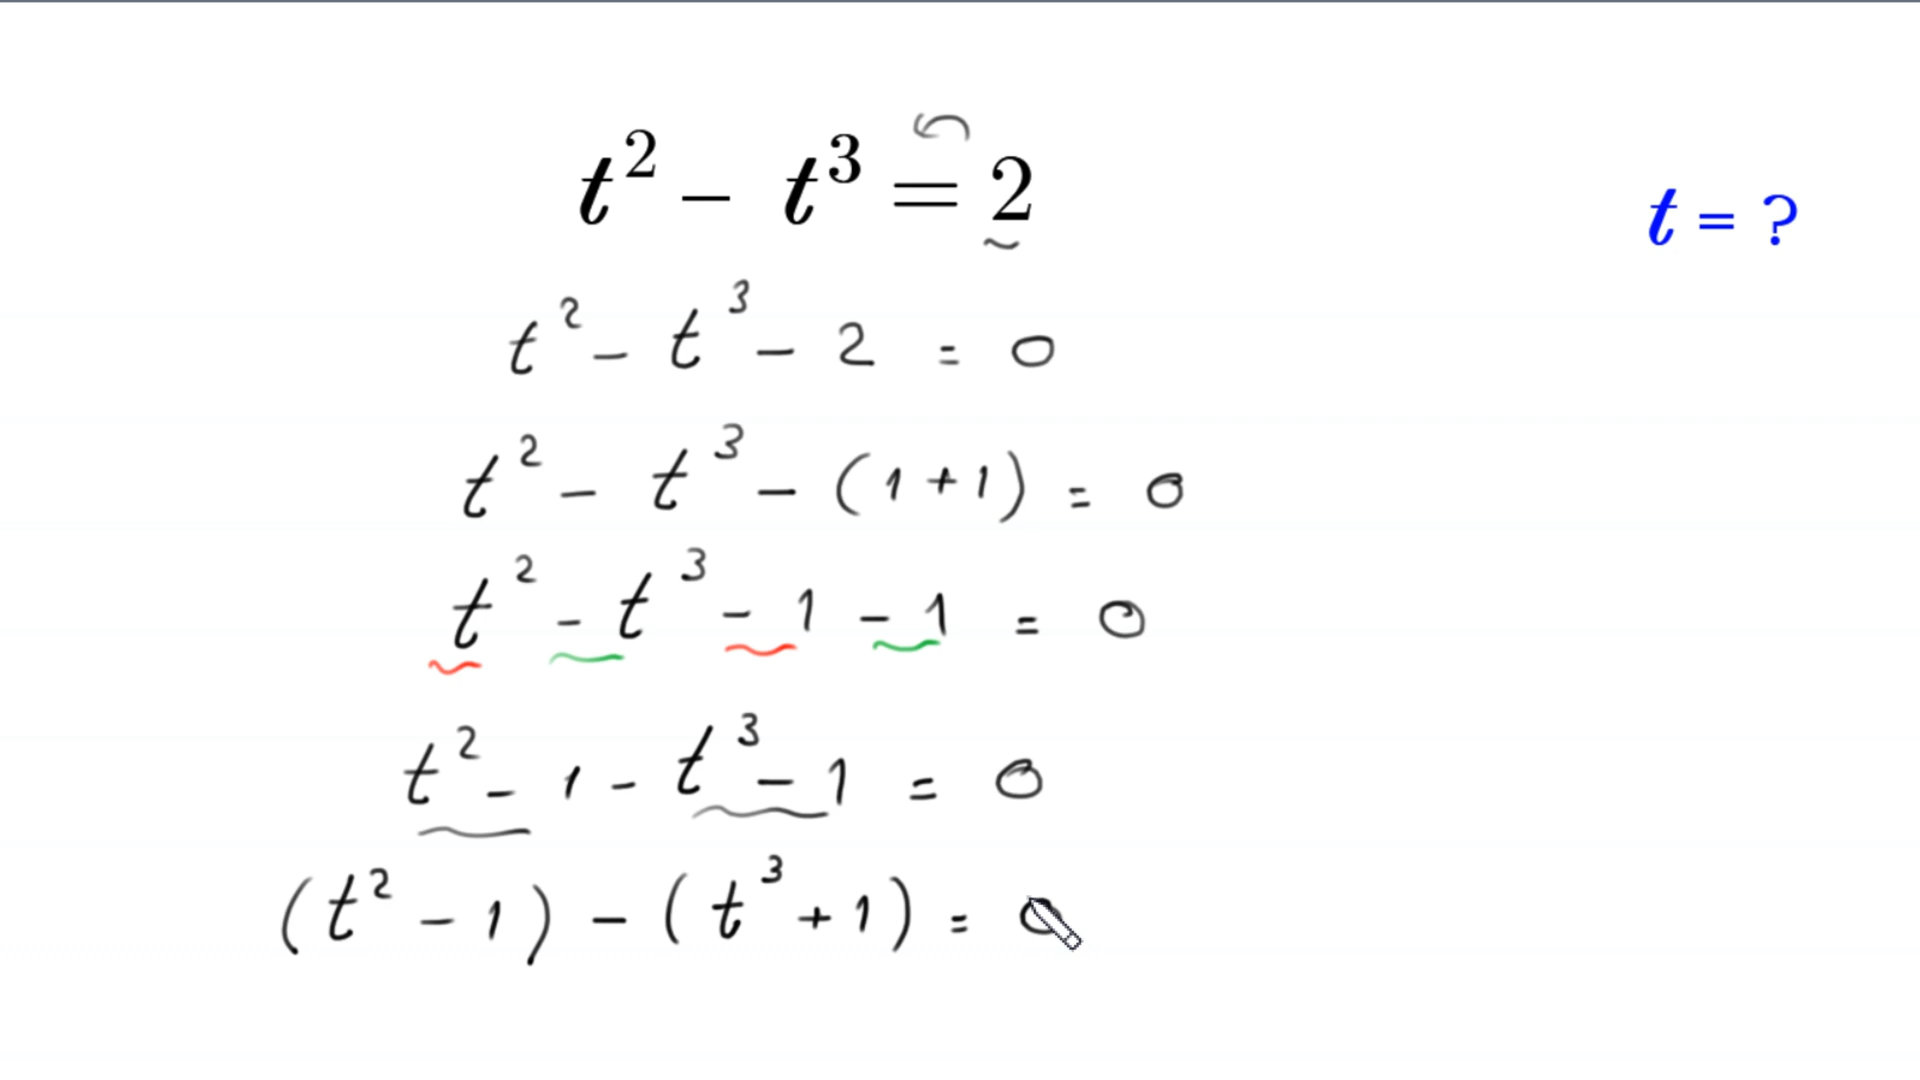 t² - t³ = 2
t = ?
t² - t³ - 2 = 0
t² - t³ - (1 + 1) = 0
t² - t³ - 1 - 1 = 0
t² - 1 - t³ - 1 = 0
(t² - 1) - (t³ + 1) = 0